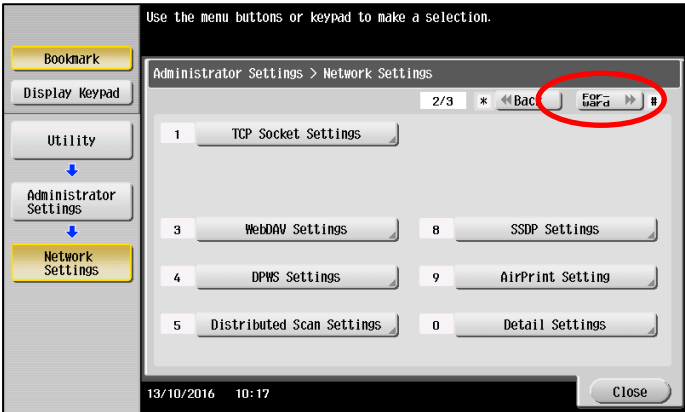 Use the menu buttons or keypad to make a selection.
Bookmark
Display Keypad
Utility
Administrator
Settings
Network
Settings
Administrator Settings > Network Settings
2/3 * Back For-
ward #
1 TCP Socket Settings
3 WebDAV Settings
8 SSDP Settings
4 DPWS Settings
9 AirPrint Setting
5 Distributed Scan Settings
0 Detail Settings
13/10/2016 10:17
Close